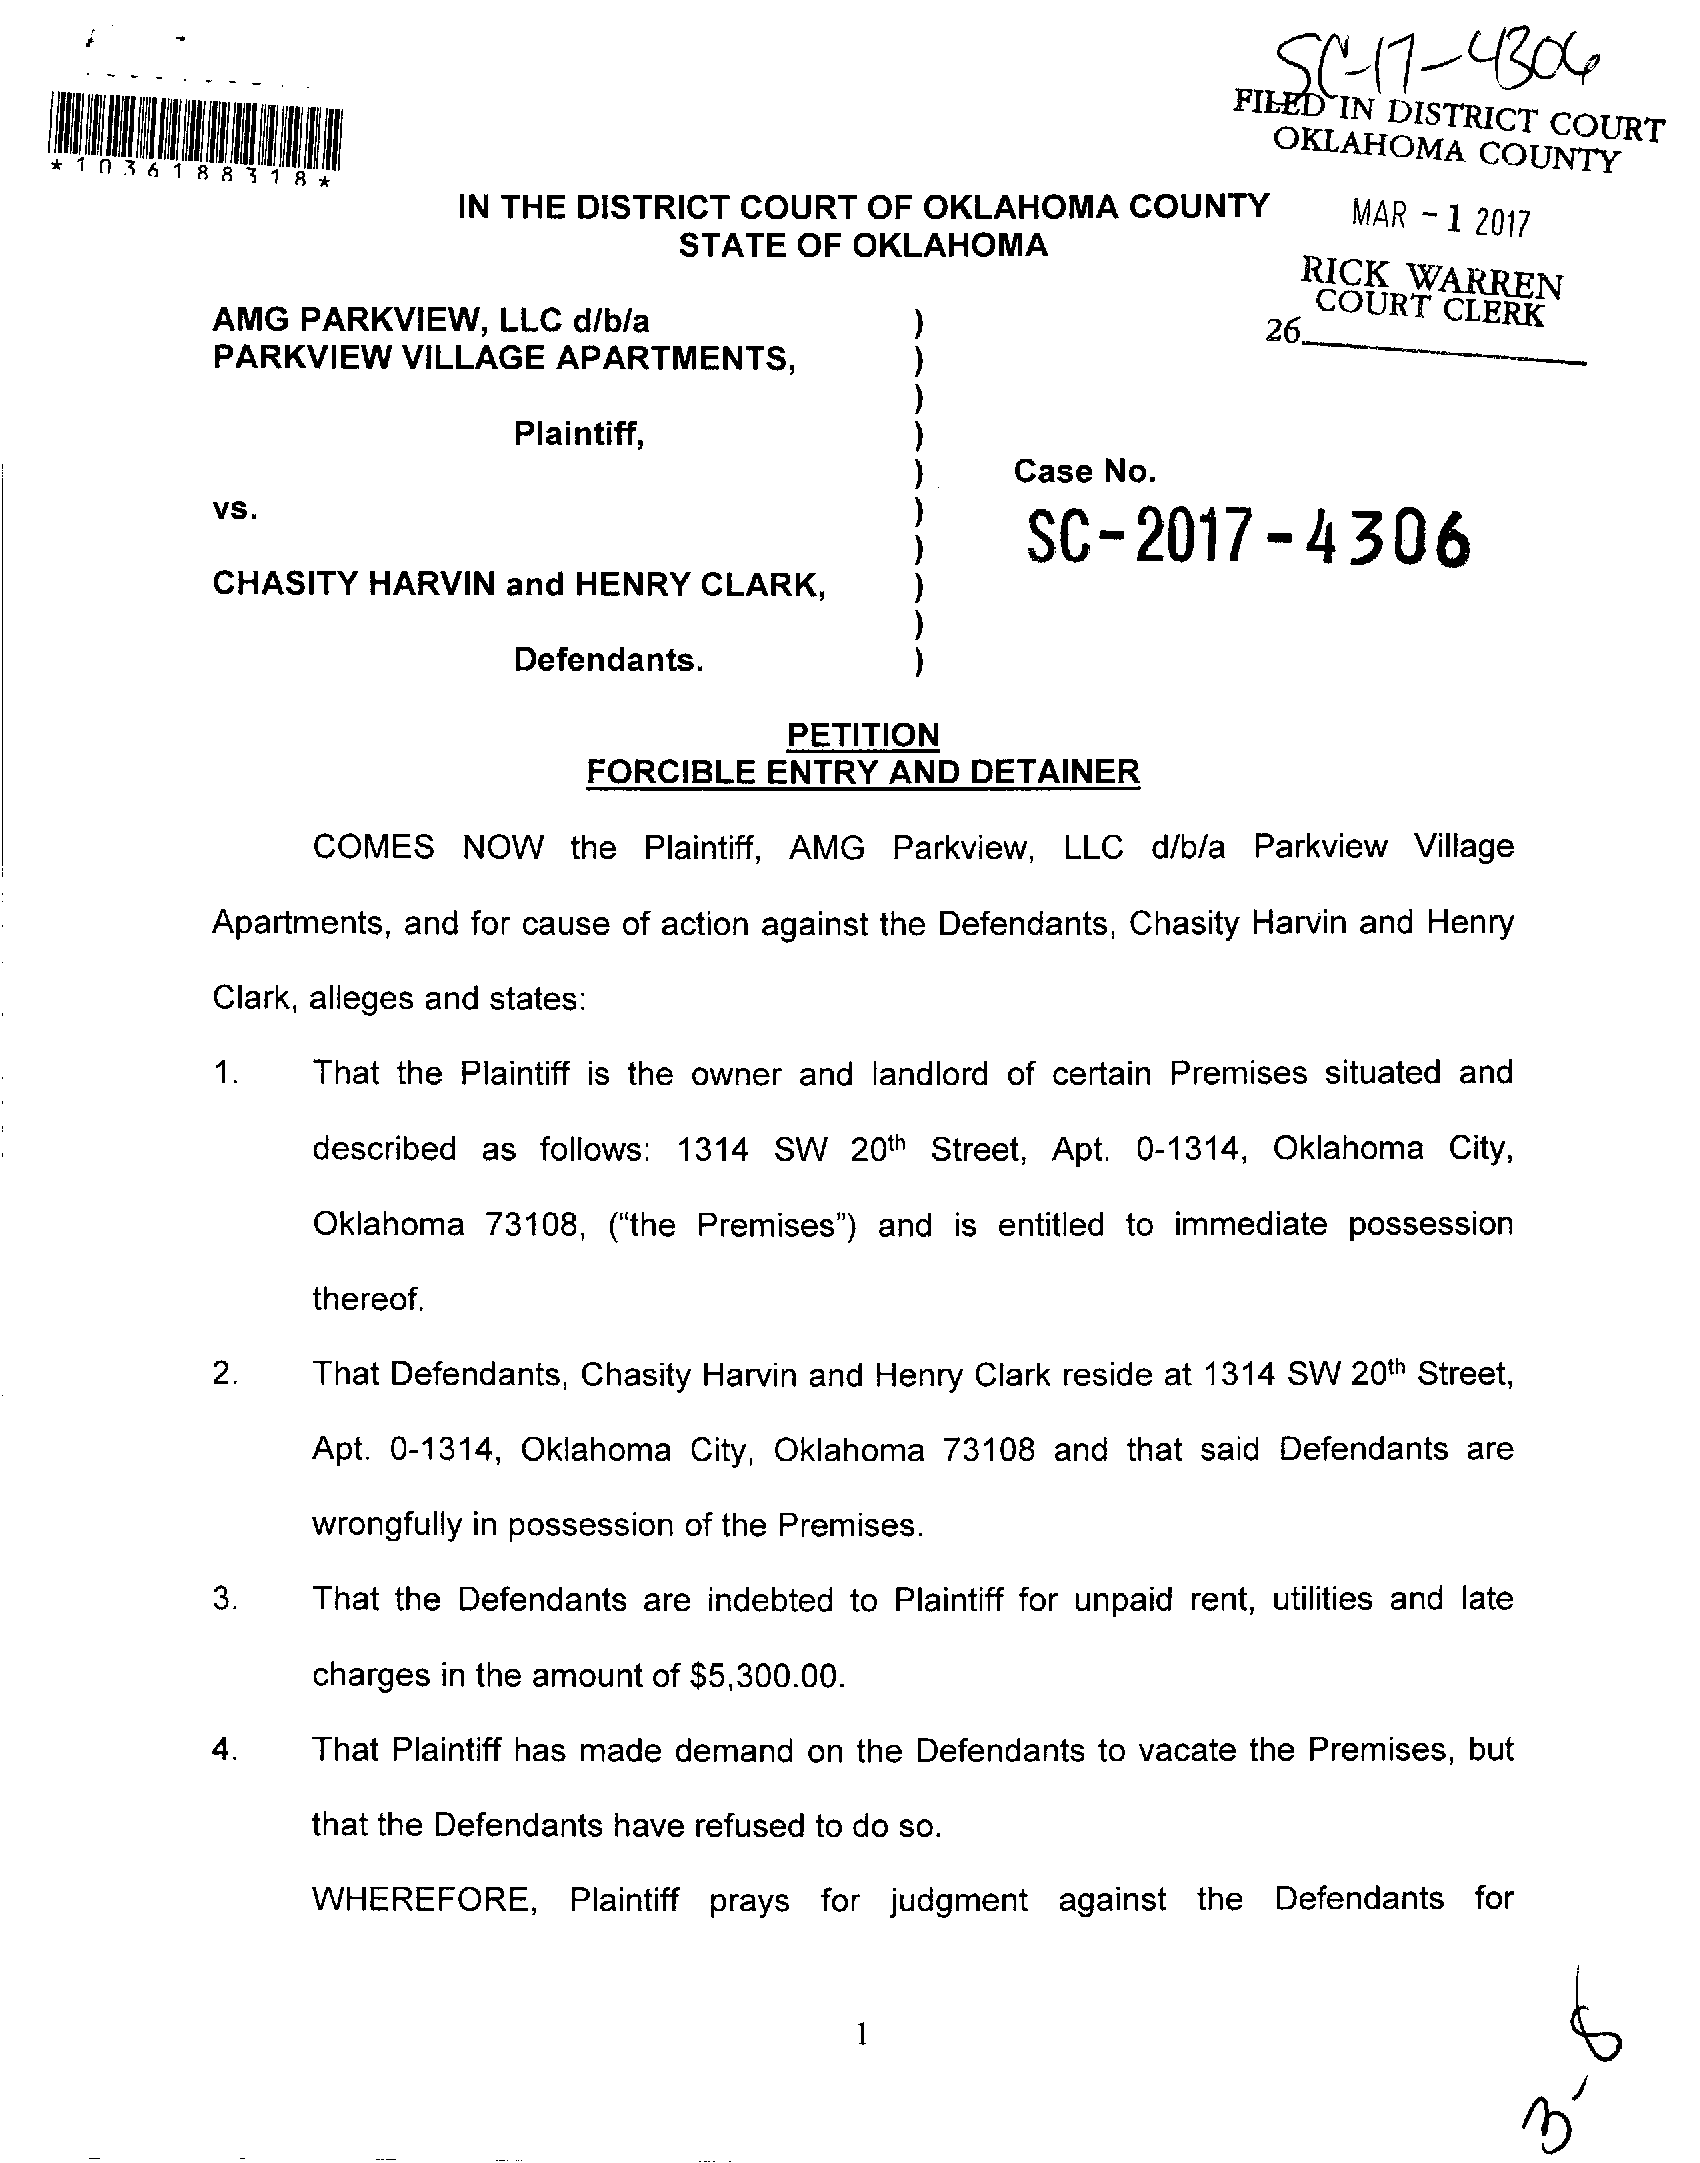 SC-17-4306
FILED IN DISTRICT COURT
OKLAHOMA COUNTY
*1036188318*
IN THE DISTRICT COURT OF OKLAHOMA COUNTY
STATE OF OKLAHOMA
MAR - 1 2017
RICK WARREN
COURT CLERK
26
AMG PARKVIEW, LLC d/b/a )
PARKVIEW VILLAGE APARTMENTS, )
)
Plaintiff, )
) Case No.
vs. )
) SC-2017-4306
CHASITY HARVIN and HENRY CLARK, )
)
Defendants. )
PETITION
FORCIBLE ENTRY AND DETAINER
COMES NOW the Plaintiff, AMG Parkview, LLC d/b/a Parkview Village
Apartments, and for cause of action against the Defendants, Chasity Harvin and Henry
Clark, alleges and states:
1. That the Plaintiff is the owner and landlord of certain Premises situated and
described as follows: 1314 SW 20th Street, Apt. 0-1314, Oklahoma City,
Oklahoma 73108, (“the Premises”) and is entitled to immediate possession
thereof.
2. That Defendants, Chasity Harvin and Henry Clark reside at 1314 SW 20th Street,
Apt. 0-1314, Oklahoma City, Oklahoma 73108 and that said Defendants are
wrongfully in possession of the Premises.
3. That the Defendants are indebted to Plaintiff for unpaid rent, utilities and late
charges in the amount of $5,300.00.
4. That Plaintiff has made demand on the Defendants to vacate the Premises, but
that the Defendants have refused to do so.
WHEREFORE, Plaintiff prays for judgment against the Defendants for
1
3-8